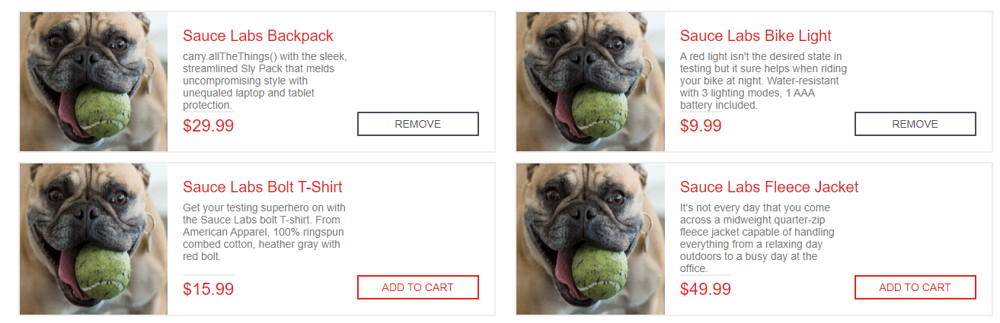 Sauce Labs Backpack
carry.allTheThings() with the sleek,
streamlined Sly Pack that melds
uncompromising style with
unequaled laptop and tablet
protection.
$29.99
REMOVE
Sauce Labs Bike Light
A red light isn't the desired state in
testing but it sure helps when riding
your bike at night. Water-resistant
with 3 lighting modes, 1 AAA
battery included.
$9.99
REMOVE
Sauce Labs Bolt T-Shirt
Get your testing superhero on with
the Sauce Labs bolt T-shirt. From
American Apparel, 100% ringspun
combed cotton, heather gray with
red bolt.
$15.99
ADD TO CART
Sauce Labs Fleece Jacket
It's not every day that you come
across a midweight quarter-zip
fleece jacket capable of handling
everything from a relaxing day
outdoors to a busy day at the
office.
$49.99
ADD TO CART